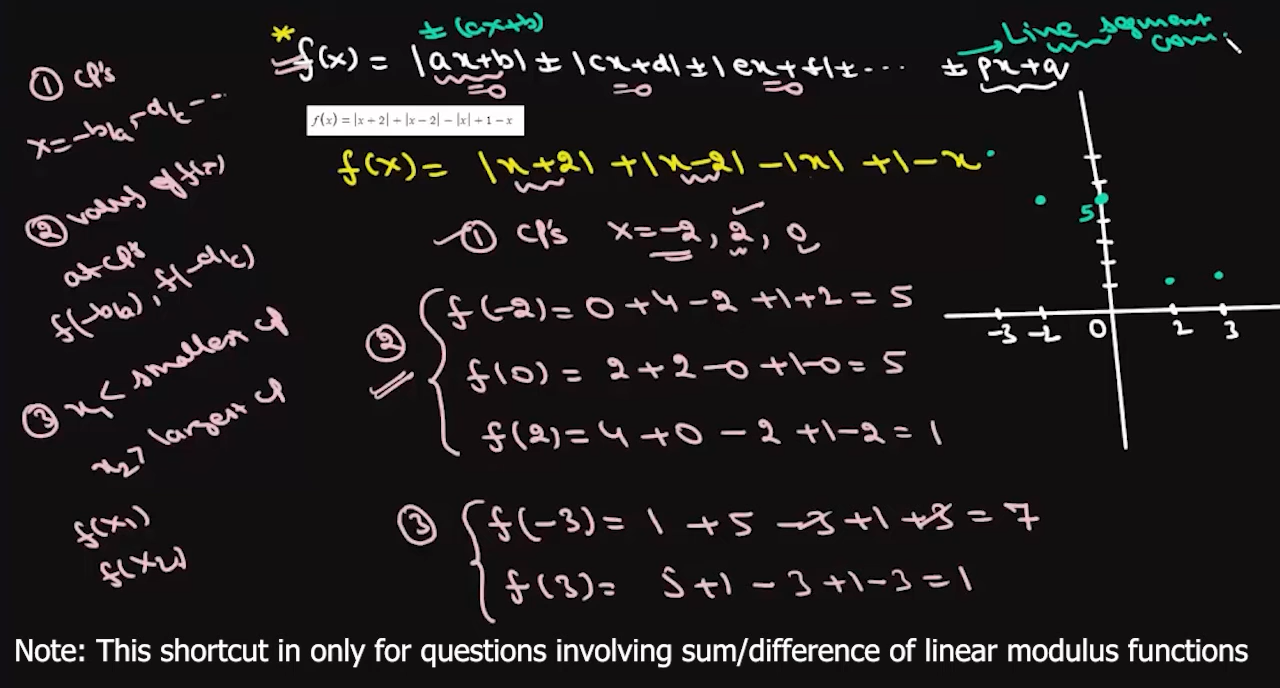 ± (ax+b)
* f(x) = |ax+b| ± |cx+d| ± |ex+f| ± ... ± px+q
=0 =0 =0
→ Line segment com.
f(x) = |x + 2| + |x − 2| − |x| + 1 − x
f(x) = |x+2| + |x-2| - |x| + 1 - x
① CP's
x = -b/a, -d/c ...
② values of f(x)
at CP's
f(-b/a), f(-d/c)
③ x₁ < smallest CP
x₂ > largest CP
f(x₁)
f(x₂)
① CP's x = -2, 2, 0
② f(-2) = 0 + 4 - 2 + 1 + 2 = 5
f(0) = 2 + 2 - 0 + 1 - 0 = 5
f(2) = 4 + 0 - 2 + 1 - 2 = 1
③ f(-3) = 1 + 5 - 3 + 1 + 3 = 7
f(3) = 5 + 1 - 3 + 1 - 3 = 1
5
-3 -2 0 2 3
Note: This shortcut in only for questions involving sum/difference of linear modulus functions